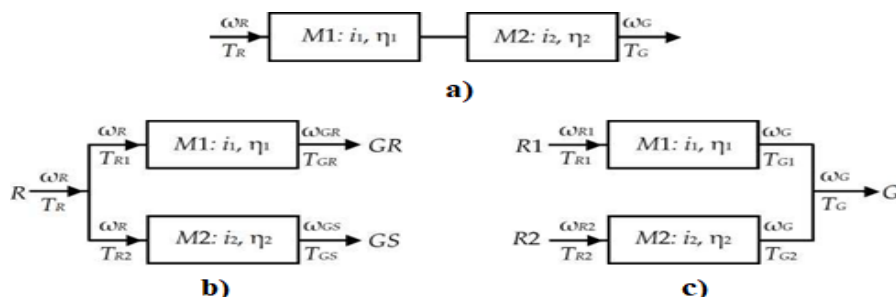 ωR M1: i1, η1 M2: i2, η2 ωG
TR TG
a)
ωR M1: i1, η1 ωGR GR
TR1 TGR
R ωR
TR
ωR M2: i2, η2 ωGS GS
TR2 TGS
b)
R1 ωR1 M1: i1, η1 ωG
TR1 TG1
ωG G
TG
R2 ωR2 M2: i2, η2 ωG
TR2 TG2
c)